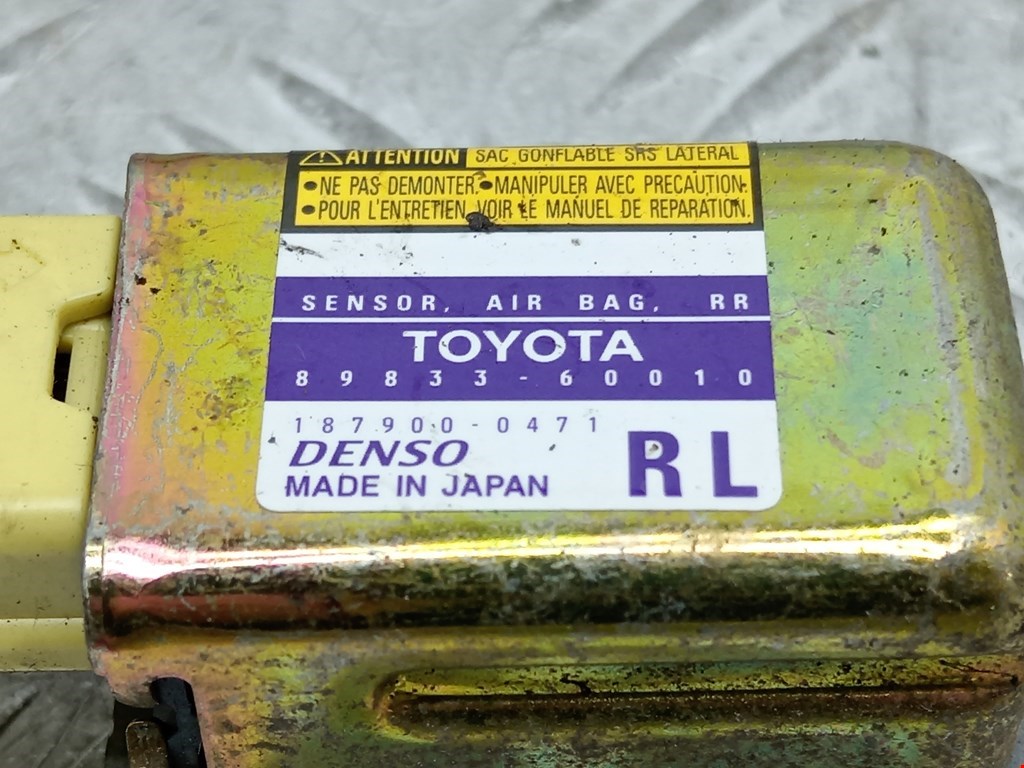 ATTENTION SAC GONFLABLE SRS LATERAL
•NE PAS DEMONTER.•MANIPULER AVEC PRECAUTION.
•POUR L'ENTRETIEN, VOIR LE MANUEL DE REPARATION.
SENSOR, AIR BAG, RR
TOYOTA
89833-60010
187900-0471
DENSO
MADE IN JAPAN
RL